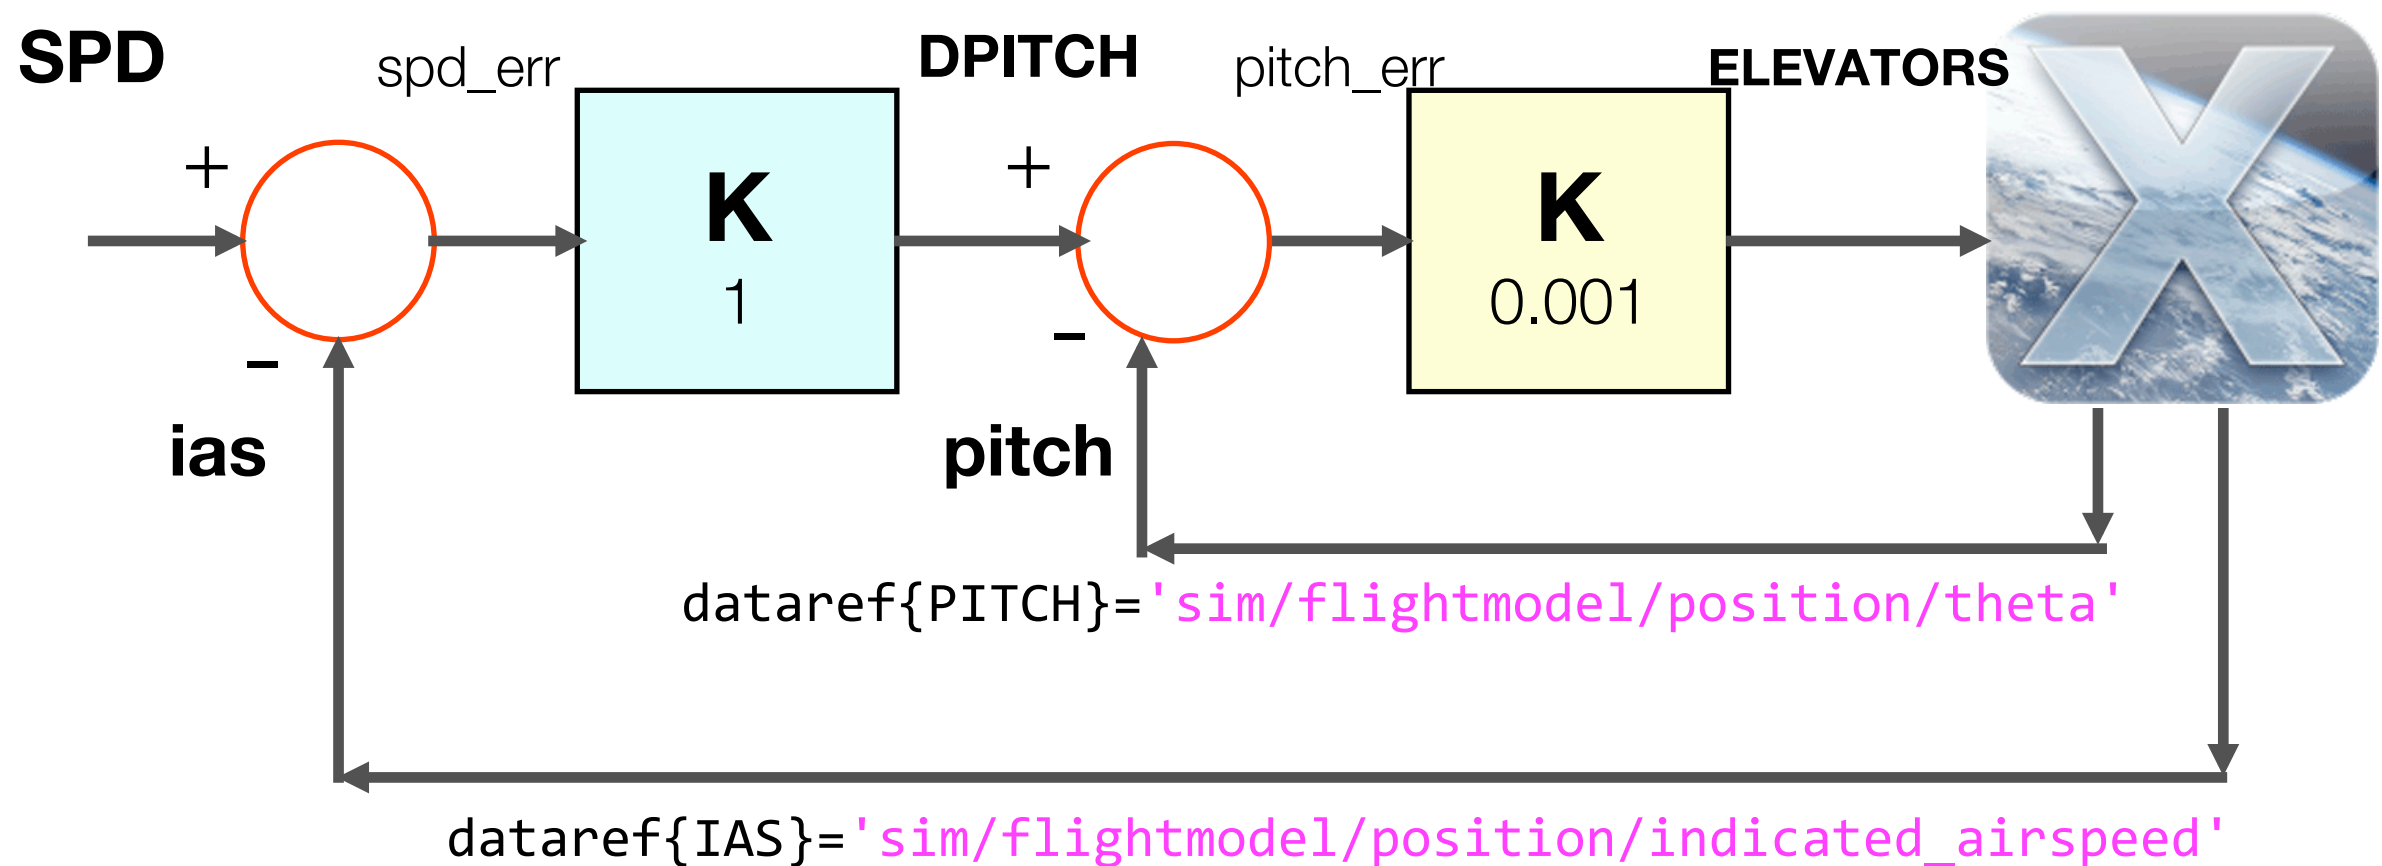 SPD
spd_err
DPITCH
pitch_err
ELEVATORS
X
+
+
K
K
1
0.001
-
-
ias
pitch
dataref{PITCH}='sim/flightmodel/position/theta'
dataref{IAS}='sim/flightmodel/position/indicated_airspeed'